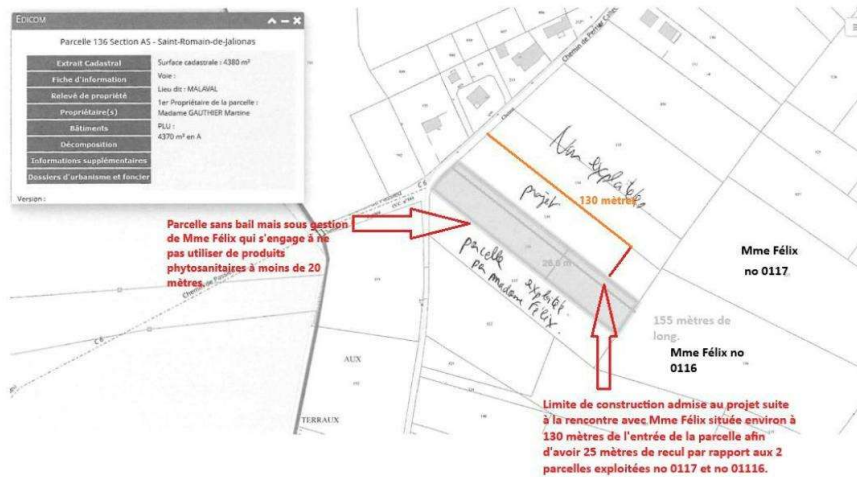 EDICOM
Parcelle 136 Section AS - Saint-Romain-de-Jalionas
Extrait Cadastral
Fiche d'information
Relevé de propriété
Propriétaire(s)
Bâtiments
Décomposition
Informations supplémentaires
Dossiers d'urbanisme et foncier
Surface cadastrale : 4380 m²
Voie :
Lieu dit : MALAVAL
1er Propriétaire de la parcelle :
Madame GAUTHIER Martine
PLU :
4370 m² en A
Version :
Non exploitées
projet
130 mètres
Parcelle sans bail mais sous gestion
de Mme Félix qui s'engage à ne
pas utiliser de produits
phytosanitaires à moins de 20
mètres.
parcelle exploitée
par madame Félix.
Mme Félix
no 0117
155 mètres de
long.
Mme Félix no
0116
C 6
AUX
TERRAUX
Limite de construction admise au projet suite
à la rencontre avec Mme Félix située environ à
130 mètres de l'entrée de la parcelle afin
d'avoir 25 mètres de recul par rapport aux 2
parcelles exploitées no 0117 et no 01116.